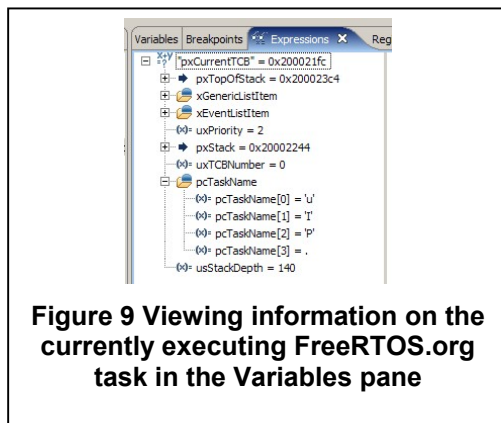 Variables Breakpoints Expressions Reg
"pxCurrentTCB" = 0x200021fc
pxTopOfStack = 0x200023c4
xGenericListItem
xEventListItem
(x)= uxPriority = 2
pxStack = 0x20002244
(x)= uxTCBNumber = 0
pcTaskName
(x)= pcTaskName[0] = 'u'
(x)= pcTaskName[1] = 'I'
(x)= pcTaskName[2] = 'P'
(x)= pcTaskName[3] = .
(x)= usStackDepth = 140
Figure 9 Viewing information on the
currently executing FreeRTOS.org
task in the Variables pane